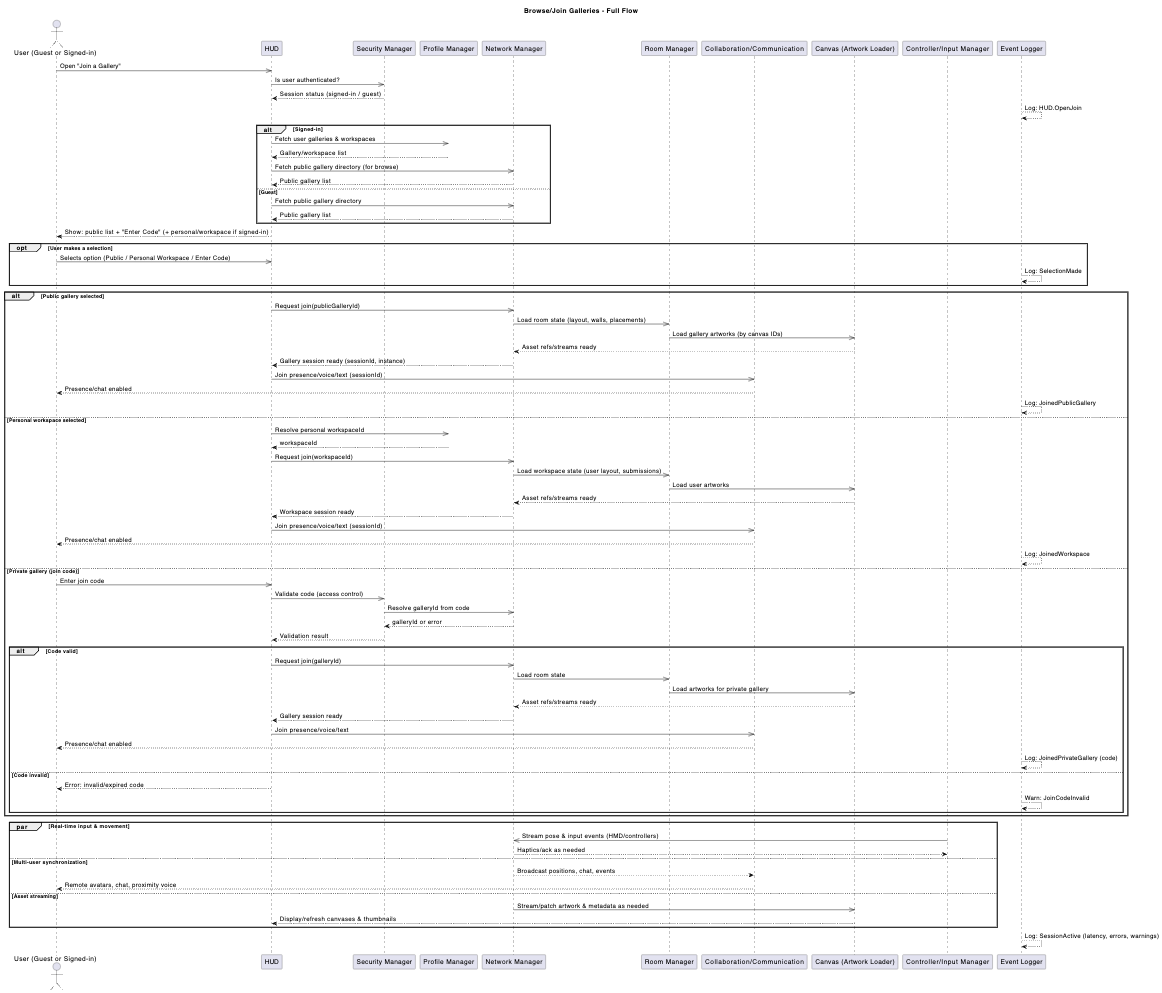 Browse/Join Galleries - Full Flow
User (Guest or Signed-in)
HUD
Security Manager
Profile Manager
Network Manager
Room Manager
Collaboration/Communication
Canvas (Artwork Loader)
Controller/Input Manager
Event Logger
Open "Join a Gallery"
Is user authenticated?
Session status (signed-in / guest)
Log: HUD.OpenJoin
alt
[Signed-in]
Fetch user galleries & workspaces
Gallery/workspace list
Fetch public gallery directory (for browse)
Public gallery list
[Guest]
Fetch public gallery directory
Public gallery list
Show: public list + "Enter Code" (+ personal/workspace if signed-in)
opt
[User makes a selection]
Selects option (Public / Personal Workspace / Enter Code)
Log: SelectionMade
alt
[Public gallery selected]
Request join(publicGalleryId)
Load room state (layout, walls, placements)
Load gallery artworks (by canvas IDs)
Asset refs/streams ready
Gallery session ready (sessionId, instance)
Join presence/voice/text (sessionId)
Presence/chat enabled
Log: JoinedPublicGallery
[Personal workspace selected]
Resolve personal workspaceId
workspaceId
Request join(workspaceId)
Load workspace state (user layout, submissions)
Load user artworks
Asset refs/streams ready
Workspace session ready
Join presence/voice/text (sessionId)
Presence/chat enabled
Log: JoinedWorkspace
[Private gallery (join code)]
Enter join code
Validate code (access control)
Resolve galleryId from code
galleryId or error
Validation result
alt
[Code valid]
Request join(galleryId)
Load room state
Load artworks for private gallery
Asset refs/streams ready
Gallery session ready
Join presence/voice/text
Presence/chat enabled
Log: JoinedPrivateGallery (code)
[Code invalid]
Error: invalid/expired code
Warn: JoinCodeInvalid
par
[Real-time input & movement]
Stream pose & input events (HMD/controllers)
Haptics/ack as needed
[Multi-user synchronization]
Broadcast positions, chat, events
Remote avatars, chat, proximity voice
[Asset streaming]
Stream/patch artwork & metadata as needed
Display/refresh canvases & thumbnails
Log: SessionActive (latency, errors, warnings)
User (Guest or Signed-in)
HUD
Security Manager
Profile Manager
Network Manager
Room Manager
Collaboration/Communication
Canvas (Artwork Loader)
Controller/Input Manager
Event Logger